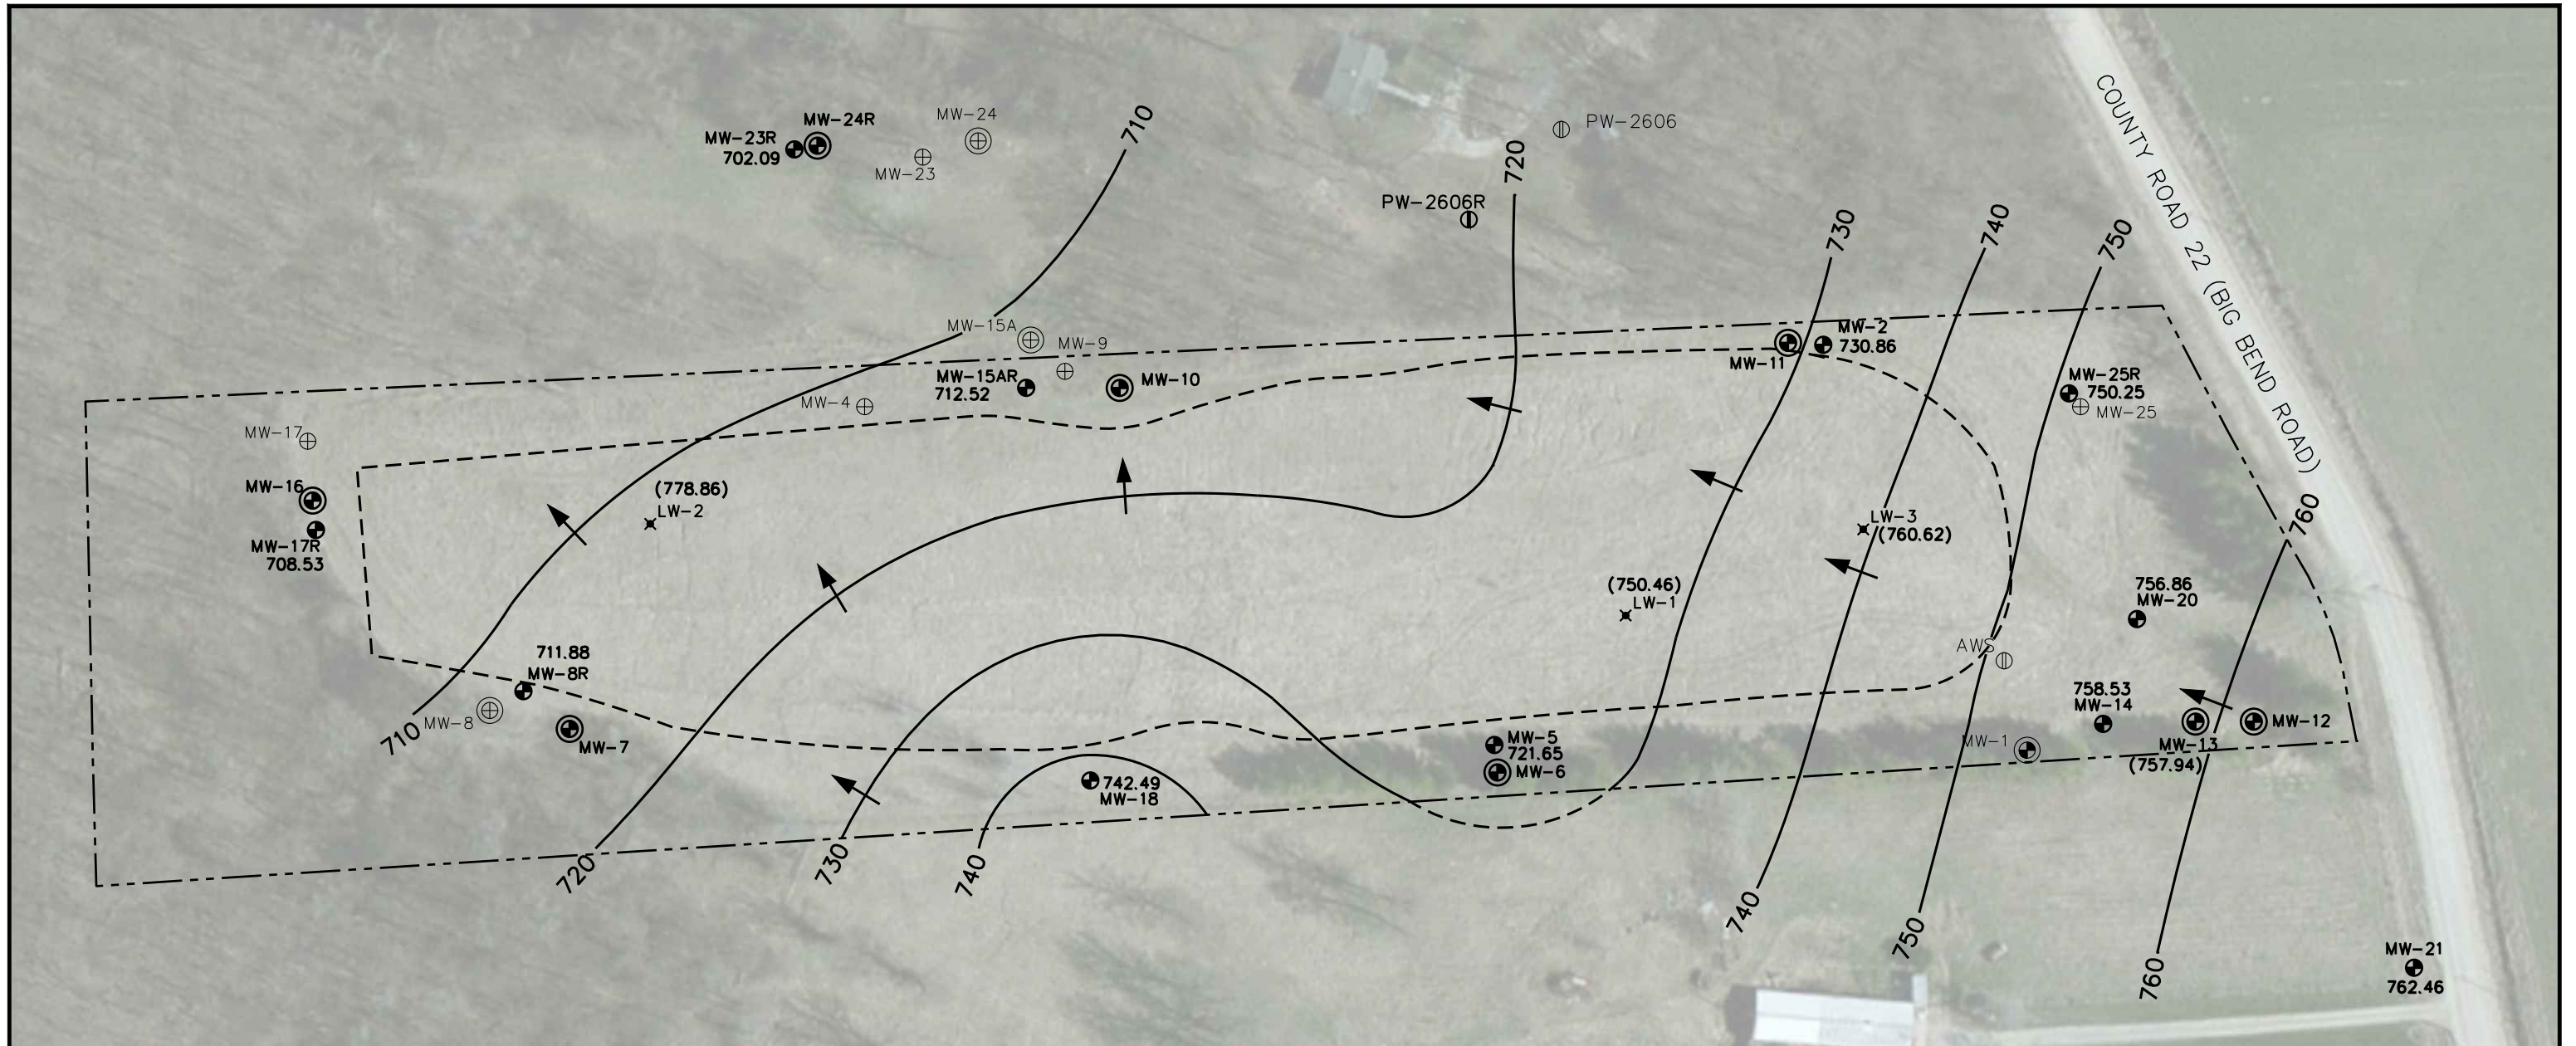 MW-24R
MW-23R
702.09
MW-24
MW-23
710
720
PW-2606
PW-2606R
COUNTY ROAD 22 (BIG BEND ROAD)
730
740
750
MW-15A
MW-9
MW-15AR
712.52
MW-10
MW-4
MW-2
730.86
MW-11
MW-25R
750.25
MW-25
MW-17
MW-16
MW-17R
708.53
(778.86)
LW-2
LW-3
(760.62)
760
(750.46)
LW-1
756.86
MW-20
AWS
711.88
MW-8R
MW-8
710
MW-7
758.53
MW-14
MW-12
MW-13
(757.94)
MW-1
MW-5
721.65
MW-6
742.49
MW-18
720
730
740
740
750
760
MW-21
762.46